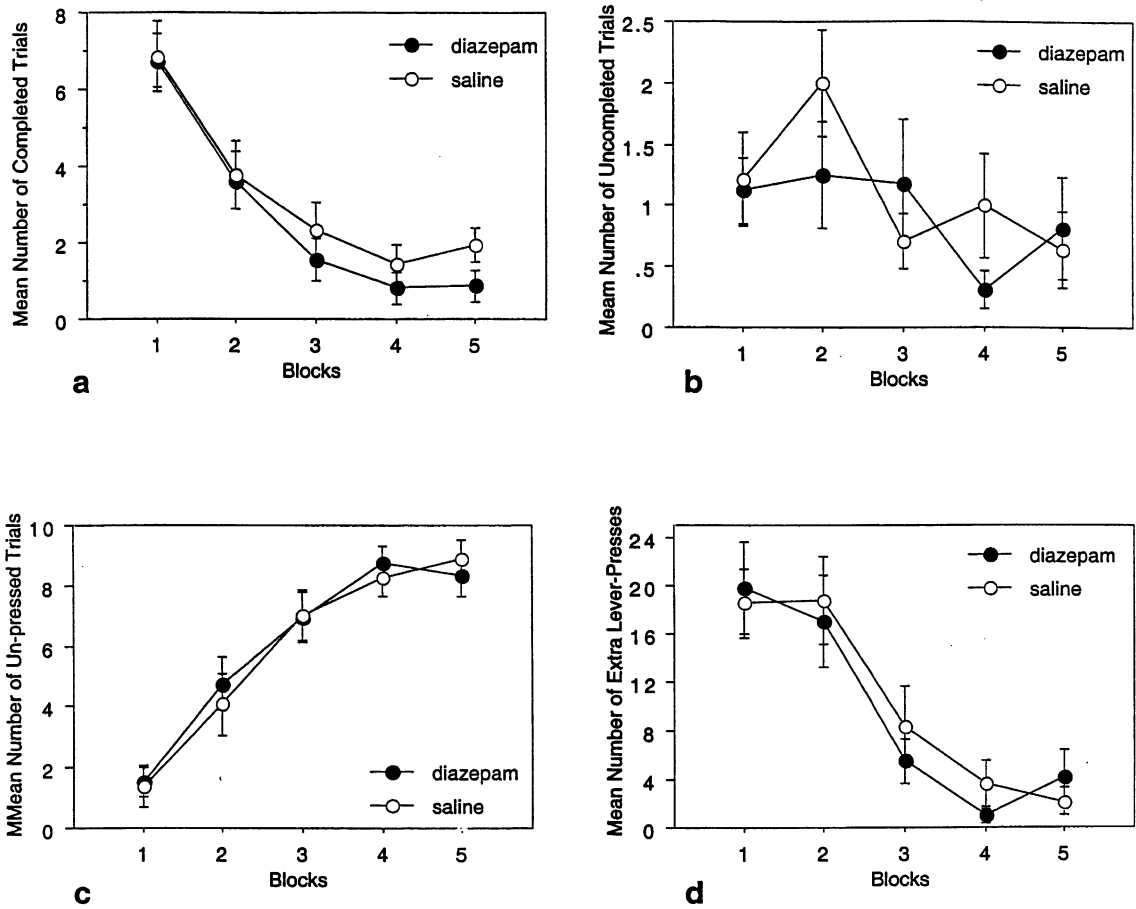 Mean Number of Completed Trials
8
6
4
2
0
diazepam
saline
1 2 3 4 5
Blocks
a
Meam Number of Uncompleted Trials
2.5
2
1.5
1
.5
0
diazepam
saline
1 2 3 4 5
Blocks
b
MMean Number of Un-pressed Trials
10
8
6
4
2
0
diazepam
saline
1 2 3 4 5
Blocks
c
Mean Number of Extra Lever-Presses
24
20
16
12
8
4
0
diazepam
saline
1 2 3 4 5
Blocks
d